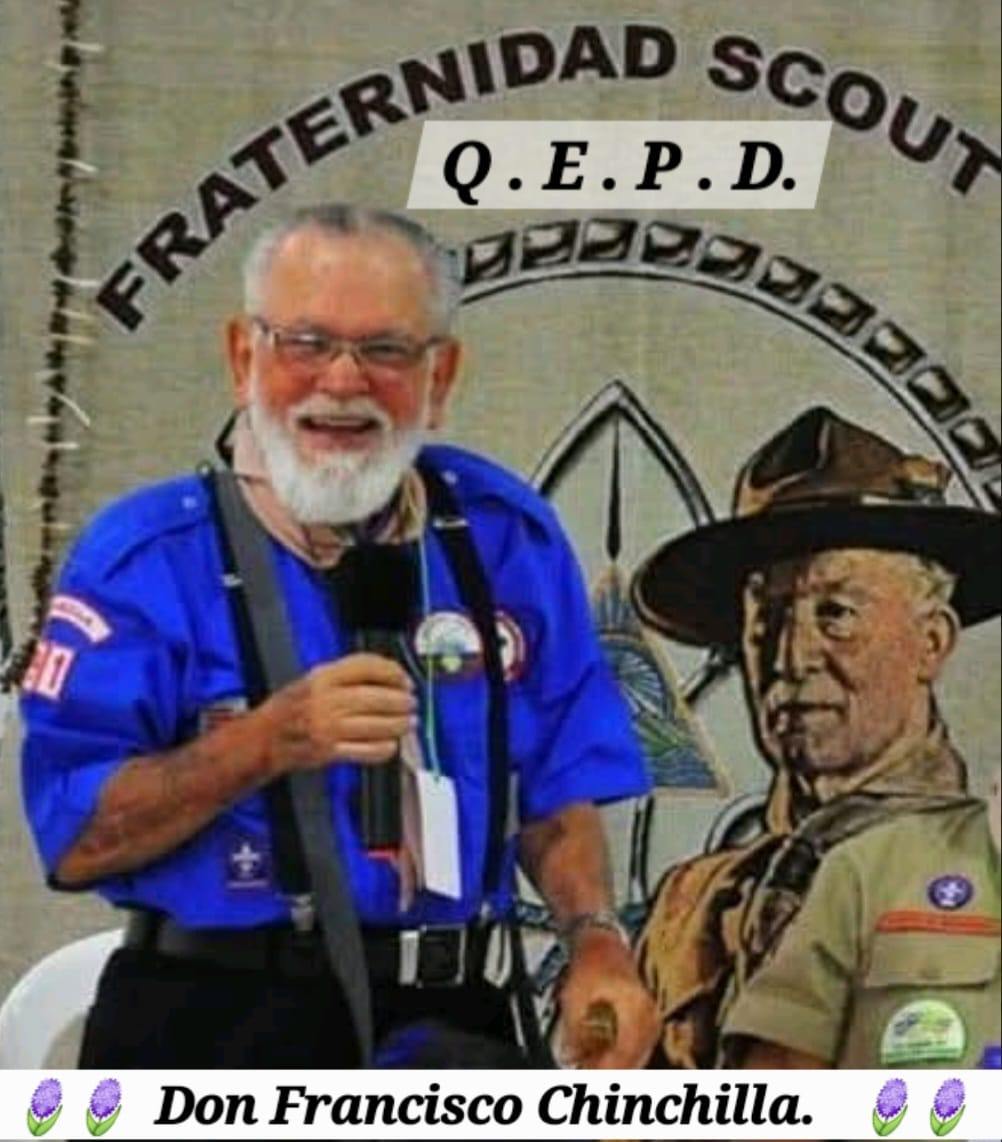 FRATERNIDAD SCOUT
Q . E . P . D.
Don Francisco Chinchilla.